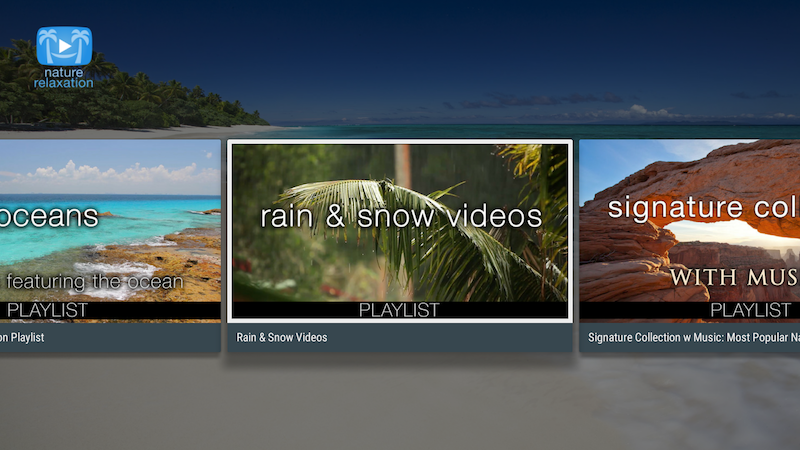 nature
relaxation
oceans
featuring the ocean
PLAYLIST
on Playlist
rain & snow videos
PLAYLIST
Rain & Snow Videos
signature col
WITH MUS
PLAYLIST
Signature Collection w Music: Most Popular Na